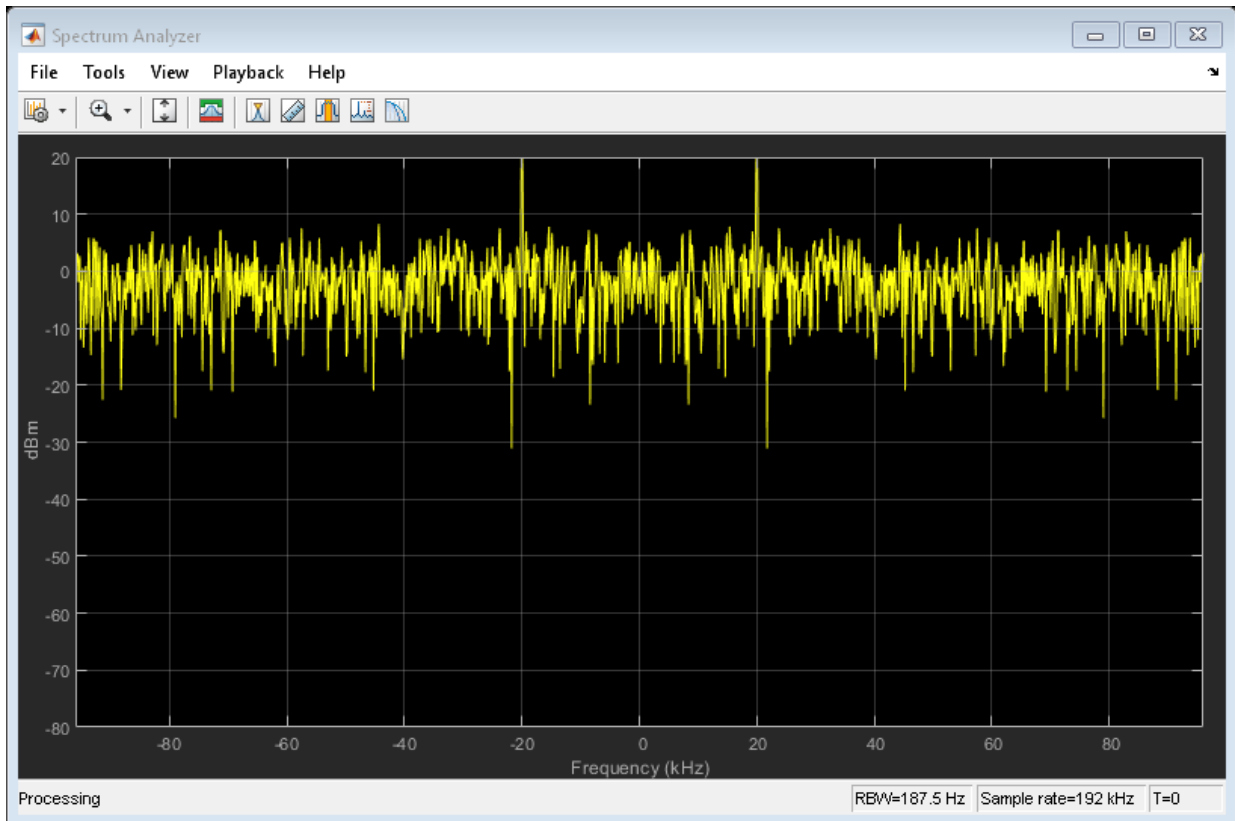 Spectrum Analyzer
File Tools View Playback Help
20
10
0
-10
-20
-30
-40
-50
-60
-70
-80
dBm
-80 -60 -40 -20 0 20 40 60 80
Frequency (kHz)
Processing RBW=187.5 Hz Sample rate=192 kHz T=0